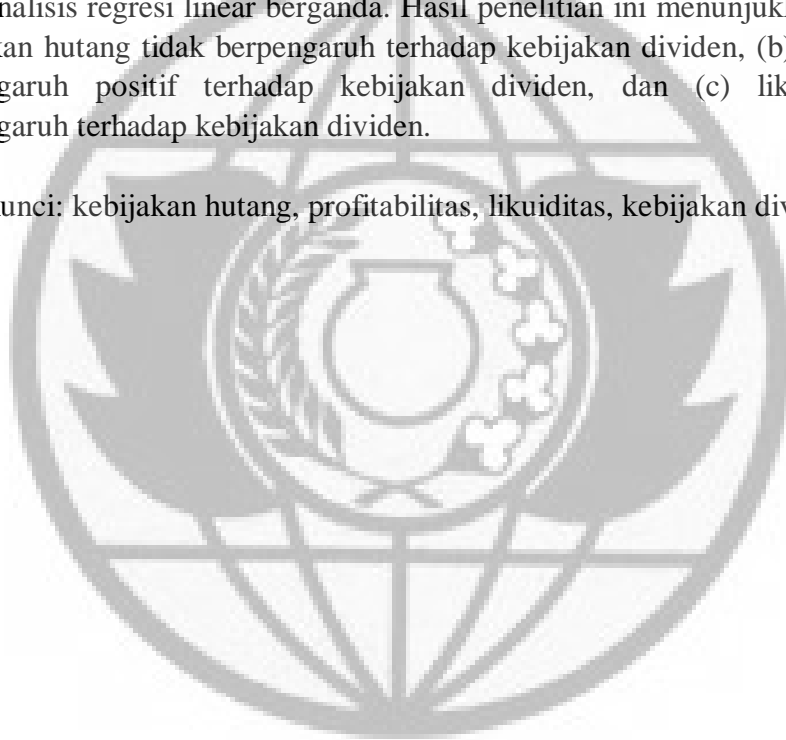 nalisis regresi linear berganda. Hasil penelitian ini menunjuk
kan hutang tidak berpengaruh terhadap kebijakan dividen, (b)
garuh positif terhadap kebijakan dividen, dan (c) lik
garuh terhadap kebijakan dividen.
unci: kebijakan hutang, profitabilitas, likuiditas, kebijakan div